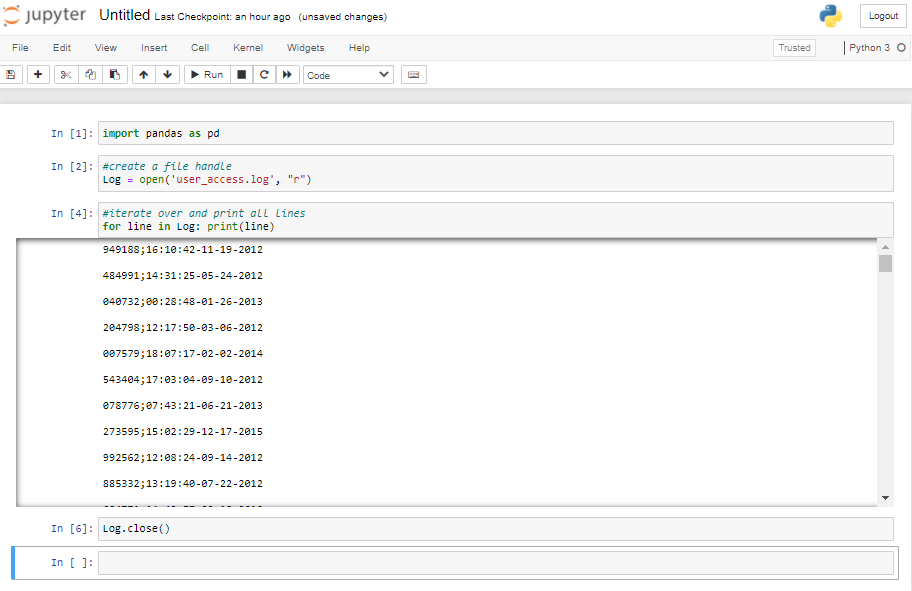 jupyter Untitled Last Checkpoint: an hour ago (unsaved changes) Logout
File Edit View Insert Cell Kernel Widgets Help Trusted Python 3
Run Code
In [1]: import pandas as pd
In [2]: #create a file handle
Log = open('user_access.log', "r")
In [4]: #iterate over and print all lines
for line in Log: print(line)
949188;16:10:42-11-19-2012
484991;14:31:25-05-24-2012
040732;00:28:48-01-26-2013
204798;12:17:50-03-06-2012
007579;18:07:17-02-02-2014
543404;17:03:04-09-10-2012
078776;07:43:21-06-21-2013
273595;15:02:29-12-17-2015
992562;12:08:24-09-14-2012
885332;13:19:40-07-22-2012
In [6]: Log.close()
In [ ]: